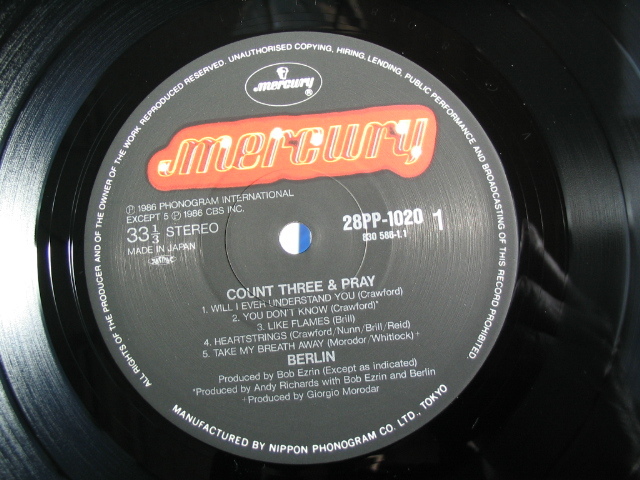 ALL RIGHTS OF THE PRODUCER AND OF THE OWNER OF THE WORK REPRODUCED RESERVED. UNAUTHORISED COPYING, HIRING, LENDING, PUBLIC PERFORMANCE AND BROADCASTING OF THIS RECORD PROHIBITED
mercury
®
mercury
Ⓟ 1986 PHONOGRAM INTERNATIONAL
EXCEPT 5 Ⓟ 1986 CBS INC.
33 1/3 STEREO
MADE IN JAPAN
28PP-1020 1
830 586-1.1
COUNT THREE & PRAY
1. WILL I EVER UNDERSTAND YOU (Crawford)
2. YOU DON'T KNOW (Crawford)*
3. LIKE FLAMES (Brill)
4. HEARTSTRINGS (Crawford/Nunn/Brill/Reid)
5. TAKE MY BREATH AWAY (Morodor/Whitlock)+
BERLIN
Produced by Bob Ezrin (Except as indicated)
*Produced by Andy Richards with Bob Ezrin and Berlin
+Produced by Giorgio Morodar
MANUFACTURED BY NIPPON PHONOGRAM CO. LTD., TOKYO